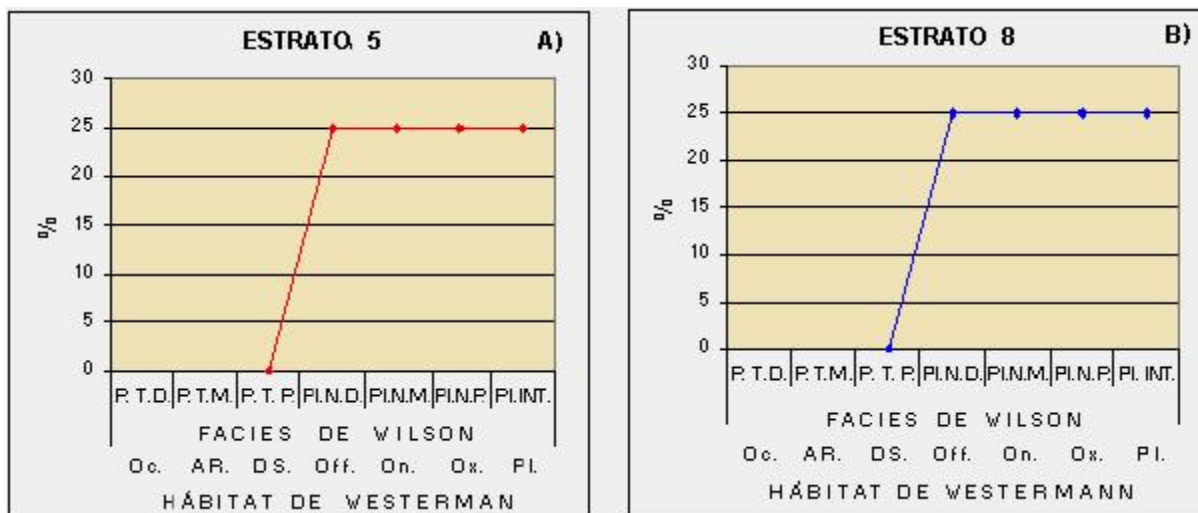 ESTRATO. 5
A)
30
25
20
15
10
5
0
%
P. T.D. P. T.M. P. T. P. Pl.N.D. Pl.N.M. Pl.N.P. Pl.INT.
FACIES DE WILSON
Oc. AR. DS. Off. On. Ox. Pl.
HÁBITAT DE WESTERMAN
ESTRATO 8
B)
30
25
20
15
10
5
0
%
P. T.D. P. T.M. P. T. P. Pl.N.D. Pl.N.M. Pl.N.P. Pl. INT.
FACIES DE WILSON
Oc. AR. DS. Off. On. Ox. Pl.
HÁBITAT DE WESTERMANN